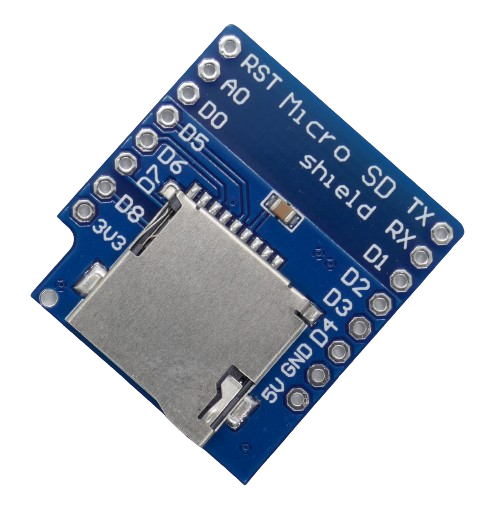 RST
A0
D0
D5
D6
D7
D8
3V3
Micro SD
shield
TX
RX
D1
D2
D3
D4
GND
5V